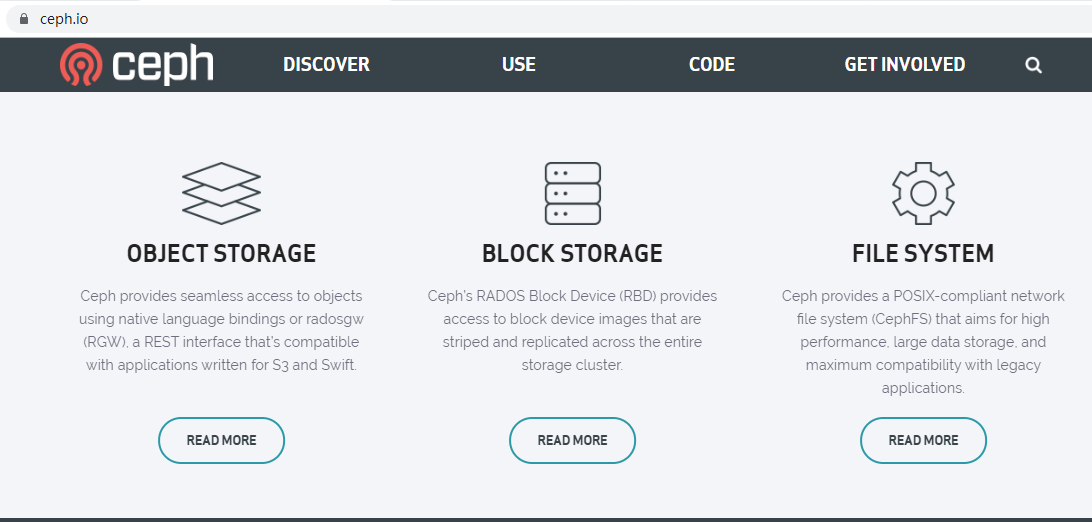 ceph.io
ceph DISCOVER USE CODE GET INVOLVED
OBJECT STORAGE
Ceph provides seamless access to objects
using native language bindings or radosgw
(RGW), a REST interface that's compatible
with applications written for S3 and Swift.
READ MORE
BLOCK STORAGE
Ceph's RADOS Block Device (RBD) provides
access to block device images that are
striped and replicated across the entire
storage cluster.
READ MORE
FILE SYSTEM
Ceph provides a POSIX-compliant network
file system (CephFS) that aims for high
performance, large data storage, and
maximum compatibility with legacy
applications.
READ MORE